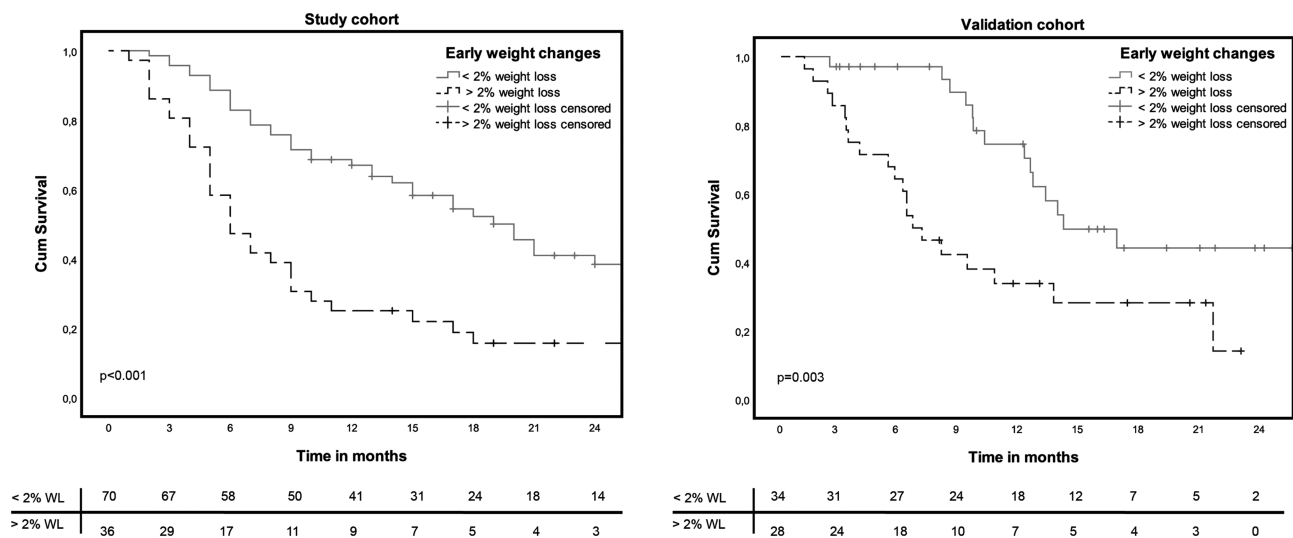 Study cohort
Early weight changes
< 2% weight loss
> 2% weight loss
< 2% weight loss censored
> 2% weight loss censored
1,0
0,8
0,6
0,4
0,2
0,0
Cum Survival
p<0.001
0 3 6 9 12 15 18 21 24
Time in months
< 2% WL 70 67 58 50 41 31 24 18 14
> 2% WL 36 29 17 11 9 7 5 4 3
Validation cohort
Early weight changes
< 2% weight loss
> 2% weight loss
< 2% weight loss censored
> 2% weight loss censored
1,0
0,8
0,6
0,4
0,2
0,0
Cum Survival
p=0.003
0 3 6 9 12 15 18 21 24
Time in months
< 2% WL 34 31 27 24 18 12 7 5 2
> 2% WL 28 24 18 10 7 5 4 3 0